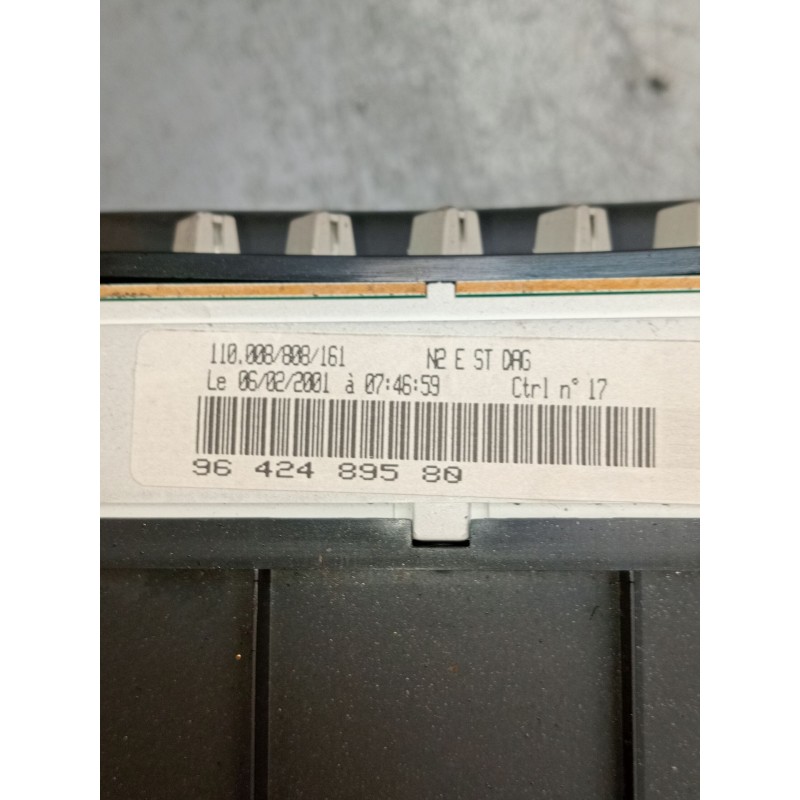 110.008/808/161 N2 E ST DAG
Le 06/02/2001 à 07:46:59 Ctrl n° 17
96 424 895 80